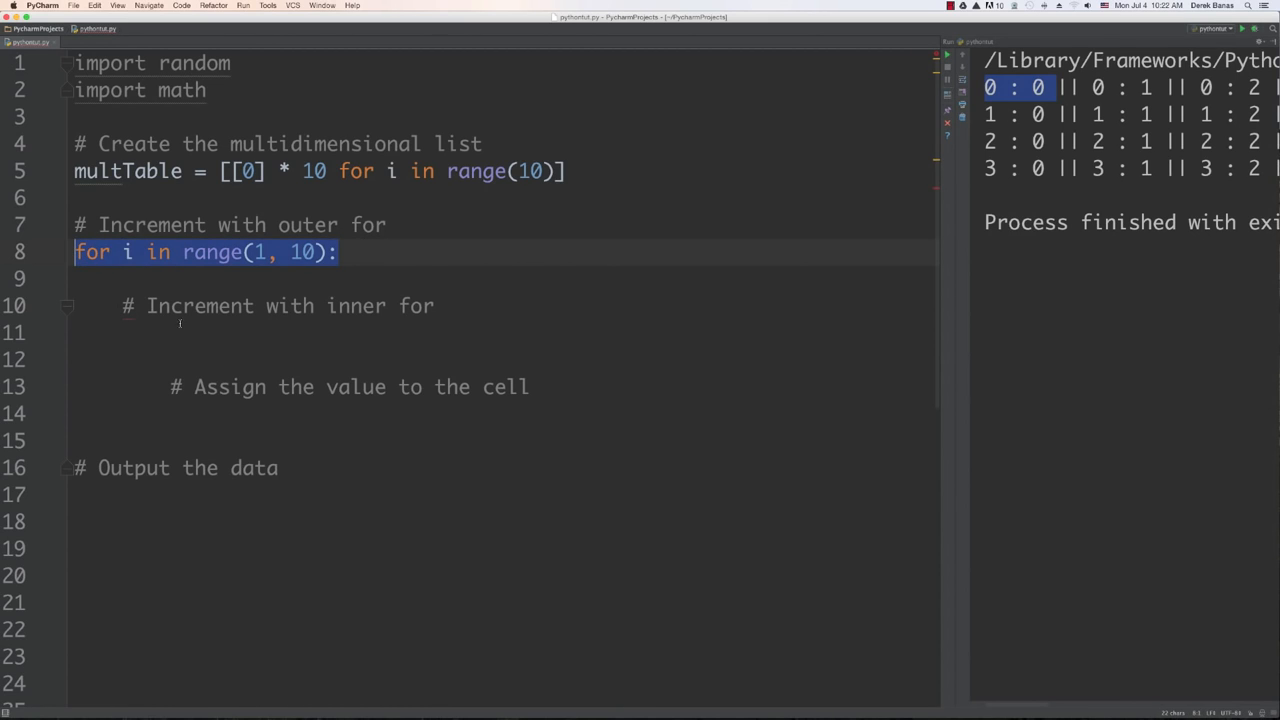 PyCharm File Edit View Navigate Code Refactor Run Tools VCS Window Help 10 Mon Jul 4 10:22 AM Derek Banas
pythontut.py - PycharmProjects - [~/PycharmProjects]
PycharmProjects pythontut.py pythontut
pythontut.py Run pythontut
1 import random
2 import math
3
4 # Create the multidimensional list
5 multTable = [[0] * 10 for i in range(10)]
6
7 # Increment with outer for
8 for i in range(1, 10):
9
10 # Increment with inner for
11
12
13 # Assign the value to the cell
14
15
16 # Output the data
17
18
19
20
21
22
23
24
/Library/Frameworks/Pytho
0 : 0 || 0 : 1 || 0 : 2 |
1 : 0 || 1 : 1 || 1 : 2 |
2 : 0 || 2 : 1 || 2 : 2 |
3 : 0 || 3 : 1 || 3 : 2 |
Process finished with exi
22 chars 8:1 LF÷ UTF-8÷